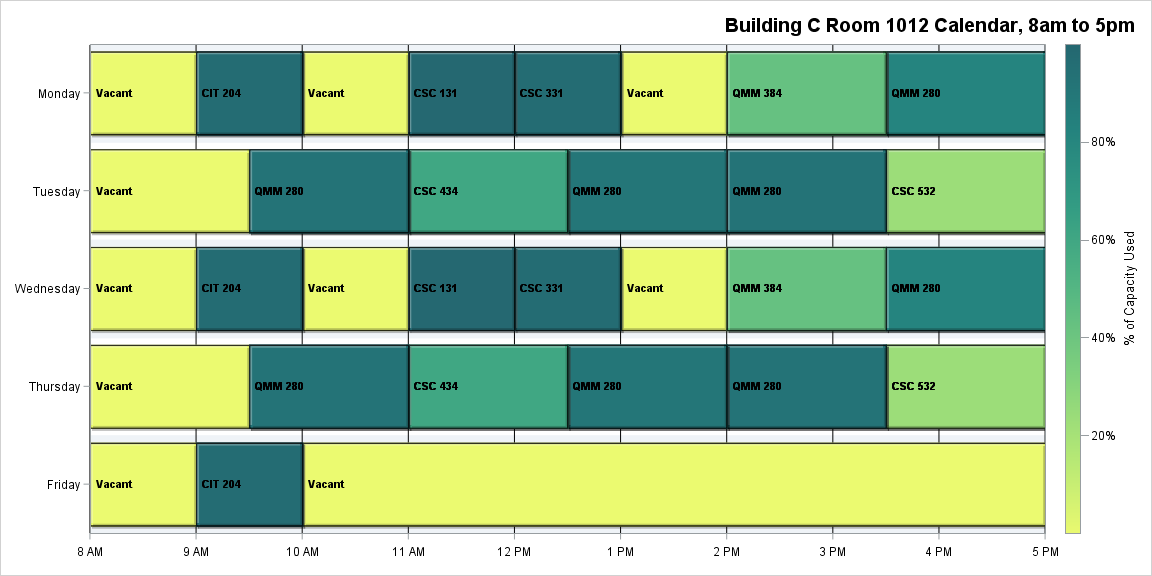 Building C Room 1012 Calendar, 8am to 5pm
Monday
Vacant
CIT 204
Vacant
CSC 131
CSC 331
Vacant
QMM 384
QMM 280
Tuesday
Vacant
QMM 280
CSC 434
QMM 280
QMM 280
CSC 532
Wednesday
Vacant
CIT 204
Vacant
CSC 131
CSC 331
Vacant
QMM 384
QMM 280
Thursday
Vacant
QMM 280
CSC 434
QMM 280
QMM 280
CSC 532
Friday
Vacant
CIT 204
Vacant
8 AM
9 AM
10 AM
11 AM
12 PM
1 PM
2 PM
3 PM
4 PM
5 PM
80%
60%
40%
20%
% of Capacity Used